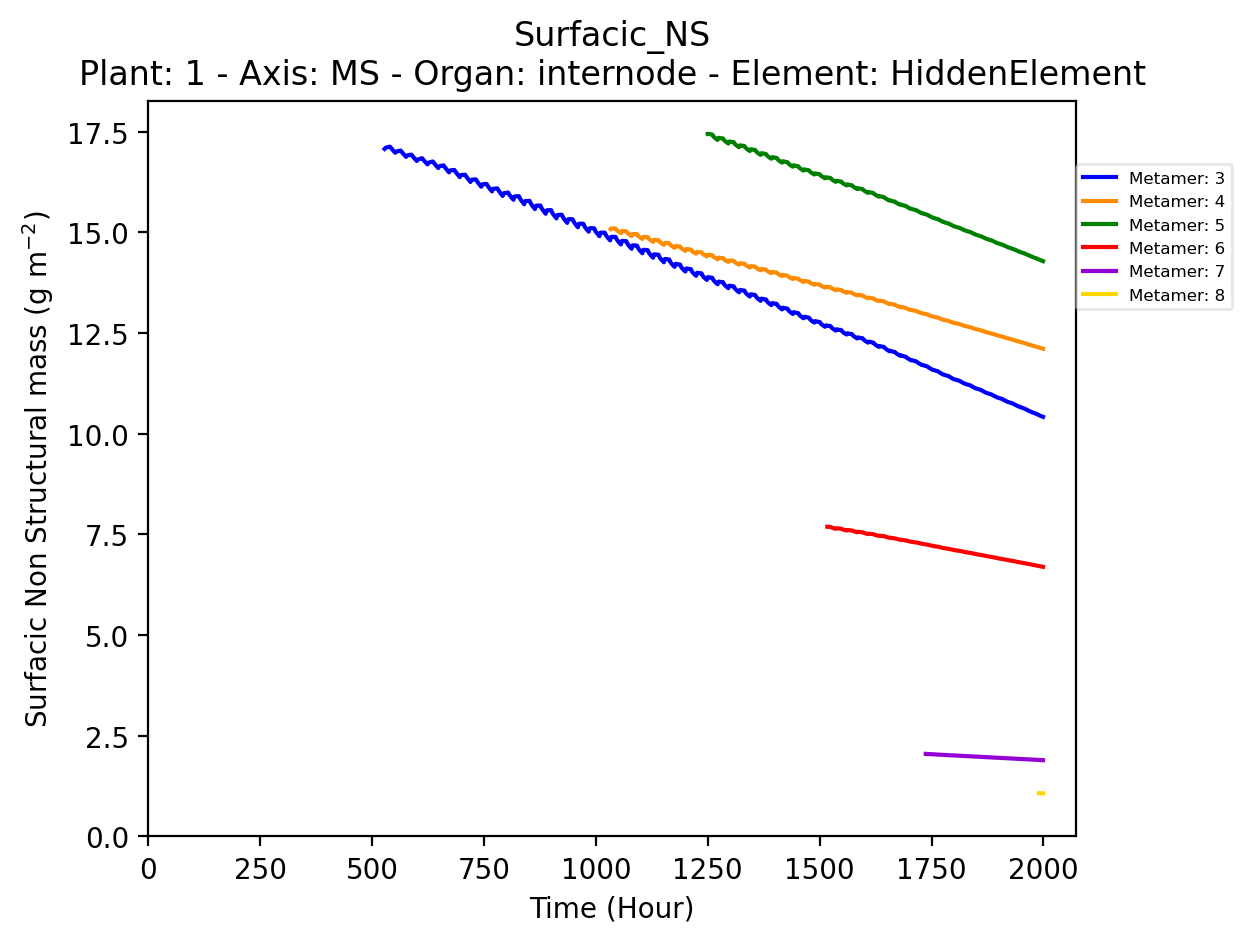 Surfacic_NS
Plant: 1 - Axis: MS - Organ: internode - Element: HiddenElement
Surfacic Non Structural mass (g m⁻²)
17.5
15.0
12.5
10.0
7.5
5.0
2.5
0.0
Metamer: 3
Metamer: 4
Metamer: 5
Metamer: 6
Metamer: 7
Metamer: 8
0 250 500 750 1000 1250 1500 1750 2000
Time (Hour)